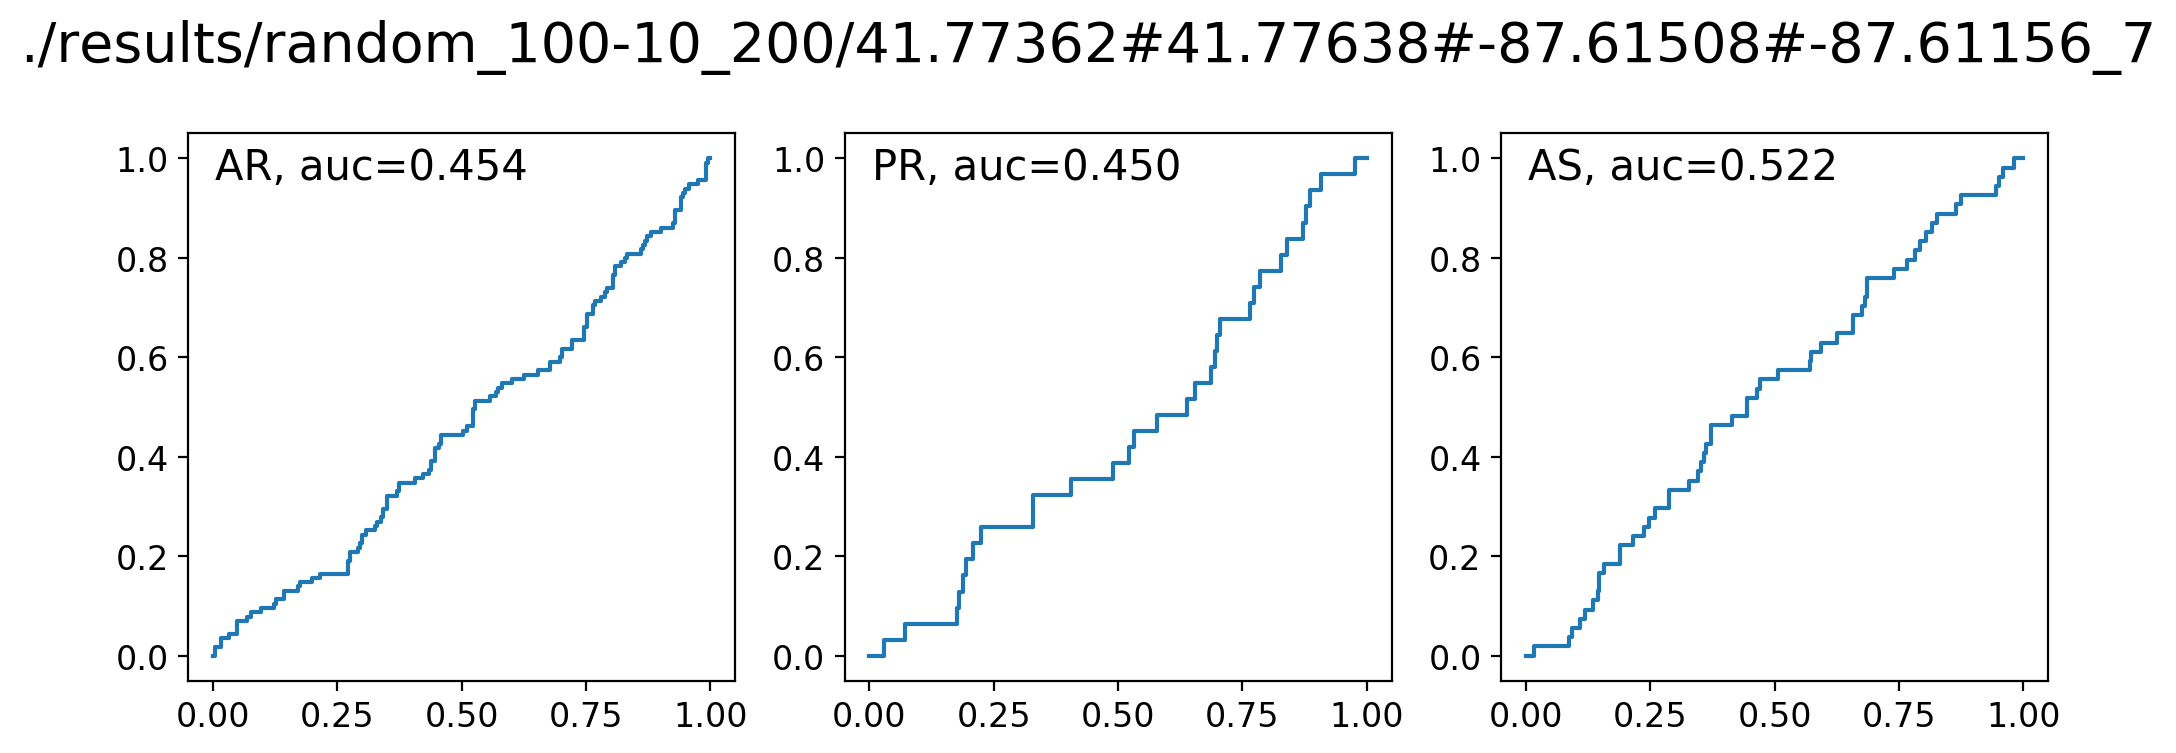 ./results/random_100-10_200/41.77362#41.77638#-87.61508#-87.61156_7
AR, auc=0.454
1.0
0.8
0.6
0.4
0.2
0.0
0.00 0.25 0.50 0.75 1.00
PR, auc=0.450
1.0
0.8
0.6
0.4
0.2
0.0
0.00 0.25 0.50 0.75 1.00
AS, auc=0.522
1.0
0.8
0.6
0.4
0.2
0.0
0.00 0.25 0.50 0.75 1.00